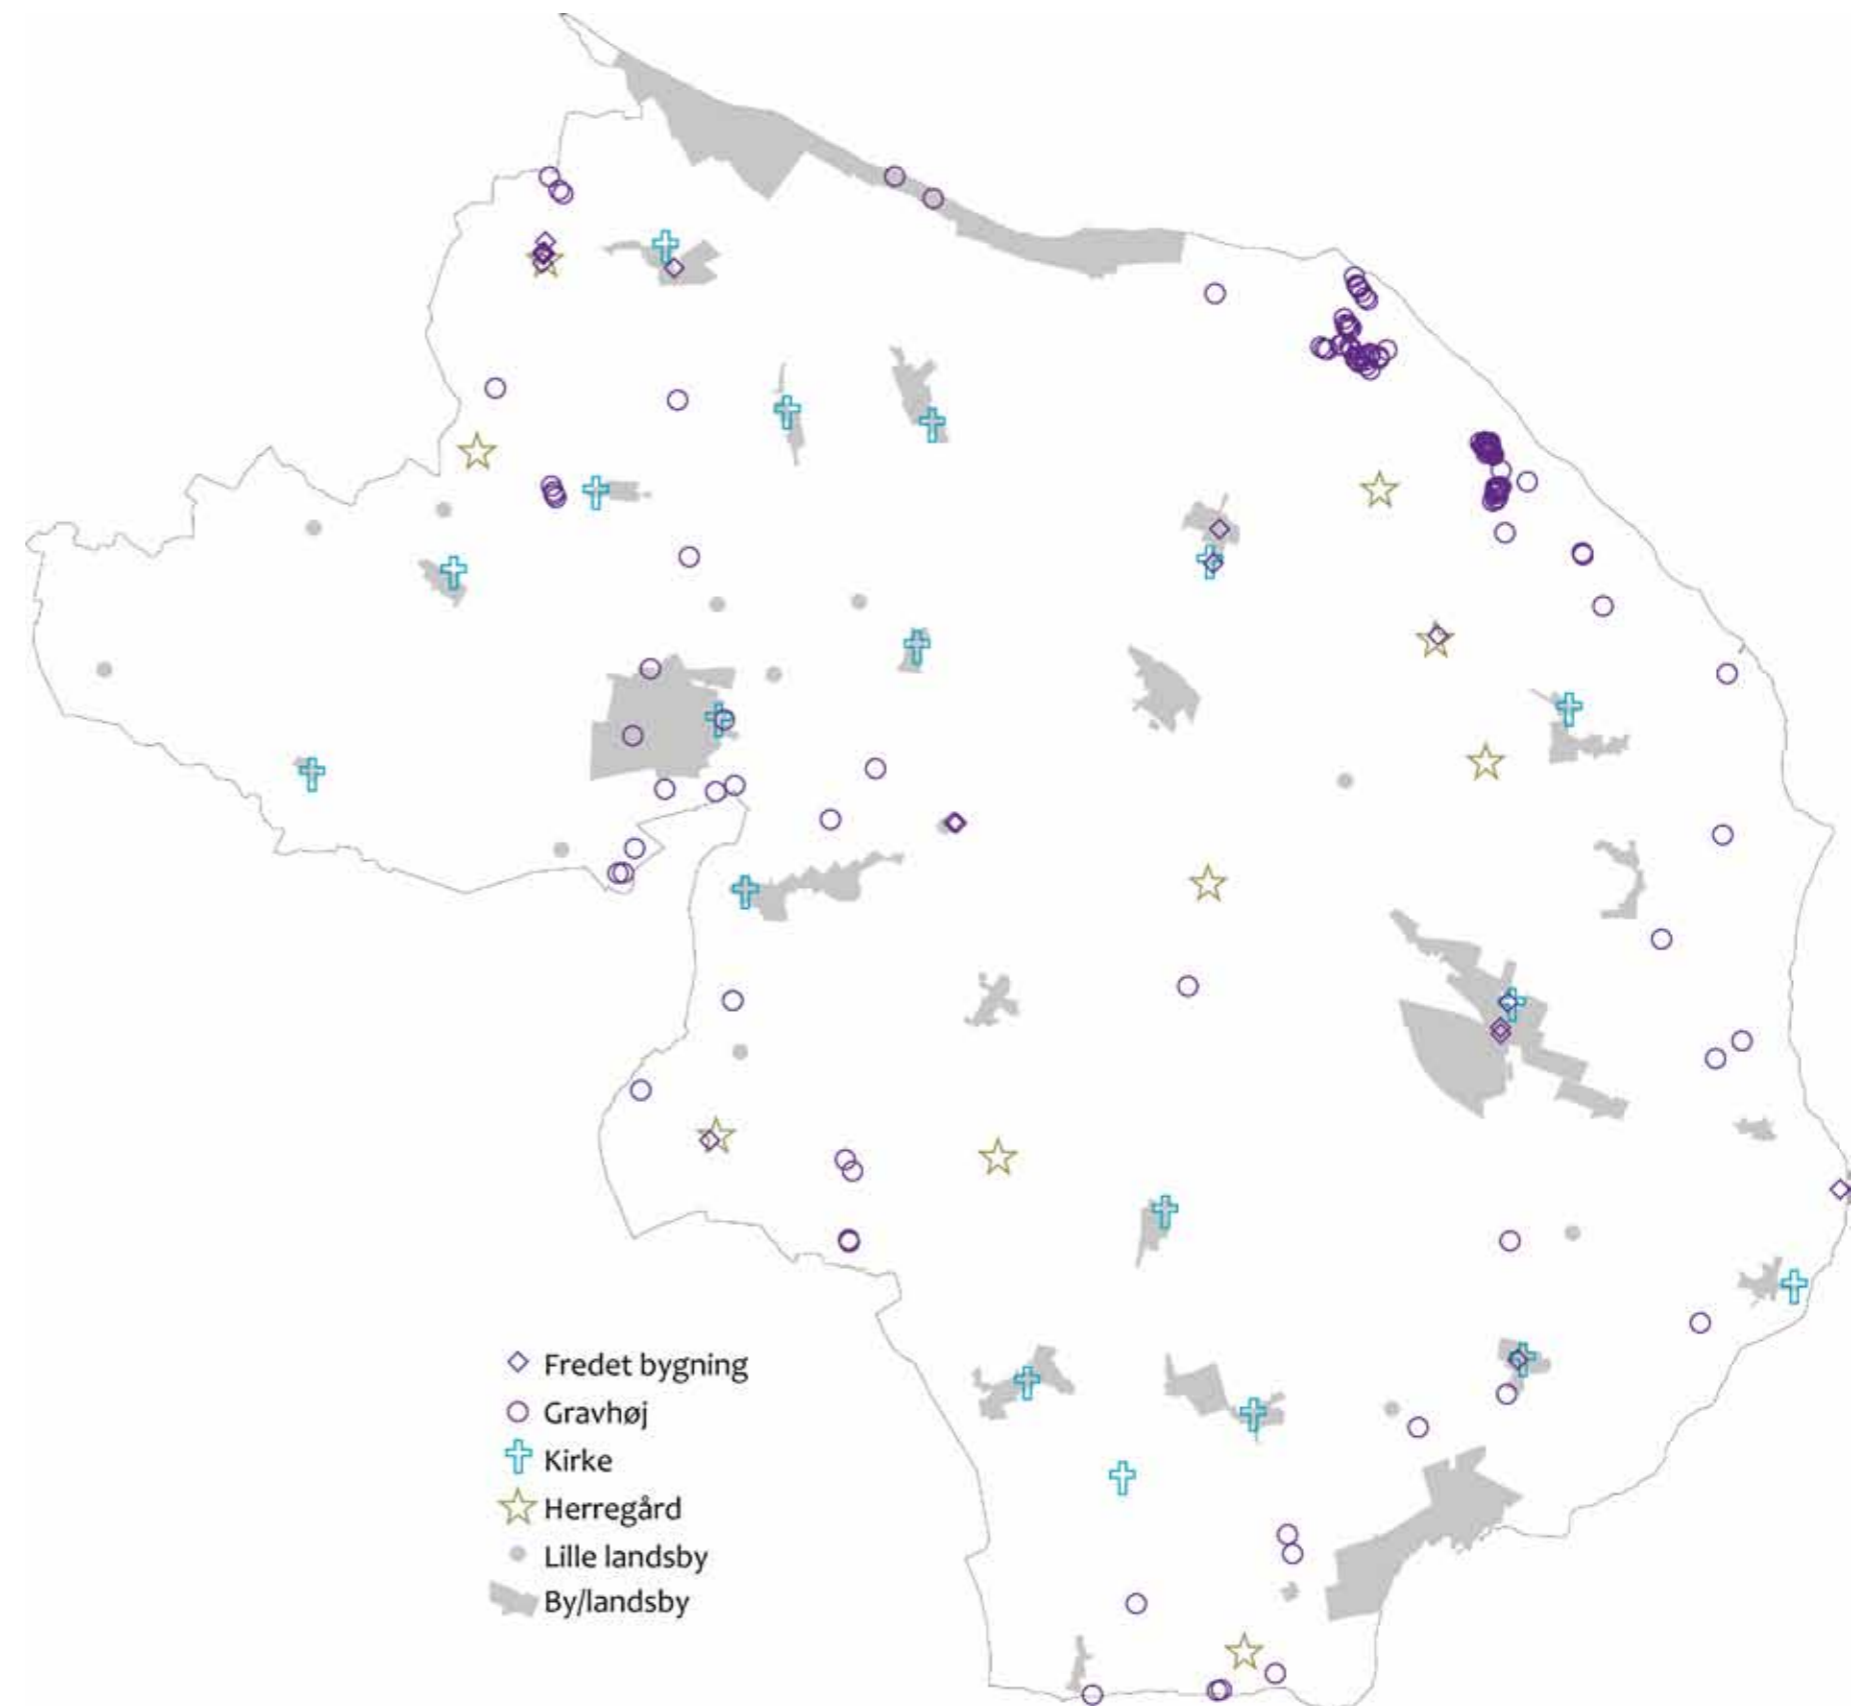 Fredet bygning
Gravhøj
Kirke
Herregård
Lille landsby
By/landsby